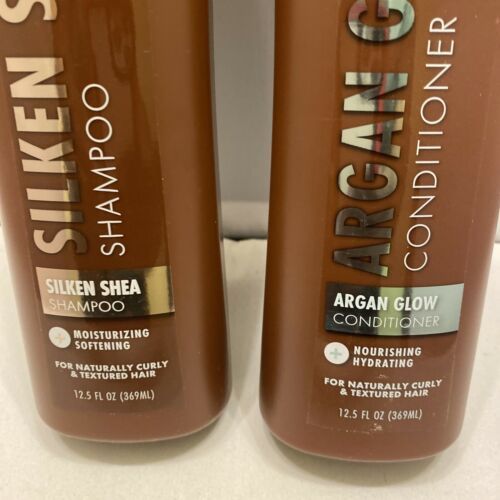 SILKEN S
SHAMPOO
SILKEN SHEA
SHAMPOO
+ MOISTURIZING
SOFTENING
FOR NATURALLY CURLY
& TEXTURED HAIR
12.5 FL OZ (369ML)
ARGAN G
CONDITIONER
ARGAN GLOW
CONDITIONER
+ NOURISHING
HYDRATING
FOR NATURALLY CURLY
& TEXTURED HAIR
12.5 FL OZ (369ML)